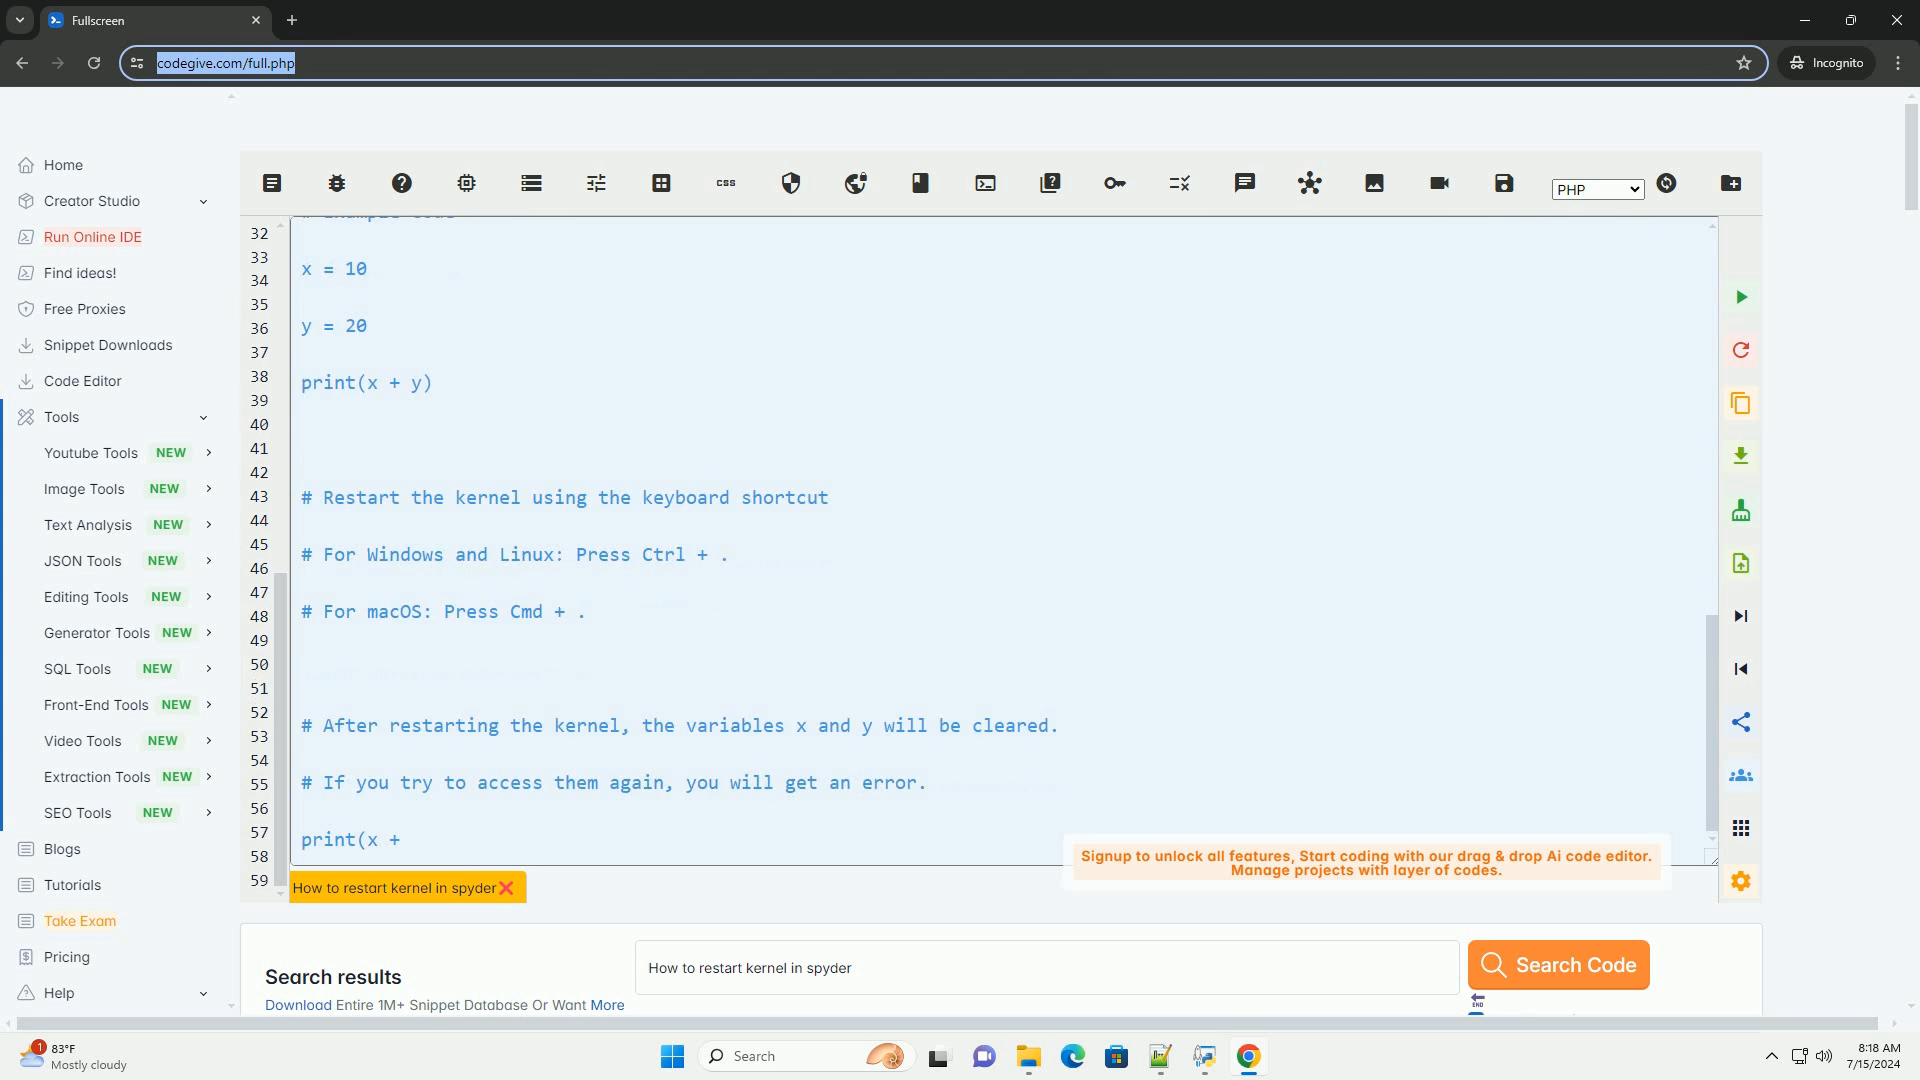 Fullscreen
codegive.com/full.php
Incognito
Home
Creator Studio
Run Online IDE
Find ideas!
Free Proxies
Snippet Downloads
Code Editor
Tools
Youtube Tools NEW
Image Tools NEW
Text Analysis NEW
JSON Tools NEW
Editing Tools NEW
Generator Tools NEW
SQL Tools NEW
Front-End Tools NEW
Video Tools NEW
Extraction Tools NEW
SEO Tools NEW
Blogs
Tutorials
Take Exam
Pricing
Help
css
PHP
32
33
34
35
36
37
38
39
40
41
42
43
44
45
46
47
48
49
50
51
52
53
54
55
56
57
58
59
x = 10
y = 20
print(x + y)
# Restart the kernel using the keyboard shortcut
# For Windows and Linux: Press Ctrl + .
# For macOS: Press Cmd + .
# After restarting the kernel, the variables x and y will be cleared.
# If you try to access them again, you will get an error.
print(x +
Signup to unlock all features, Start coding with our drag & drop Ai code editor.
Manage projects with layer of codes.
How to restart kernel in spyder
Search results
Download Entire 1M+ Snippet Database Or Want More
How to restart kernel in spyder
Search Code
END
1
83°F
Mostly cloudy
Search
8:18 AM
7/15/2024